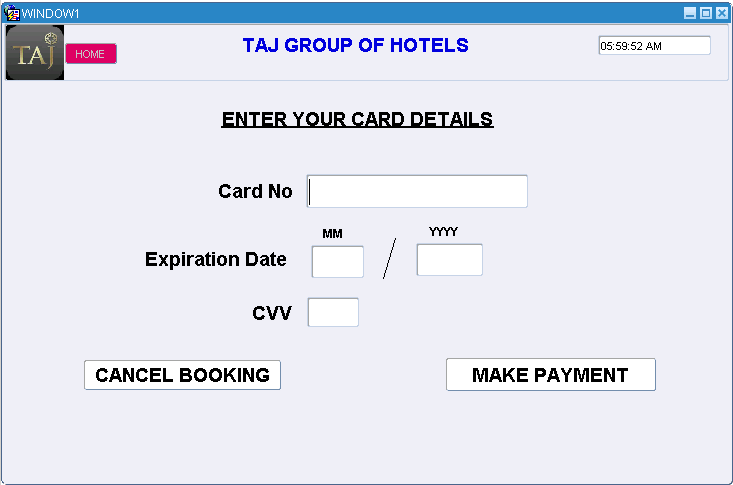 WINDOW1
TAJ
HOME
TAJ GROUP OF HOTELS
05:59:52 AM
ENTER YOUR CARD DETAILS
Card No
MM
YYYY
Expiration Date
/
CVV
CANCEL BOOKING
MAKE PAYMENT